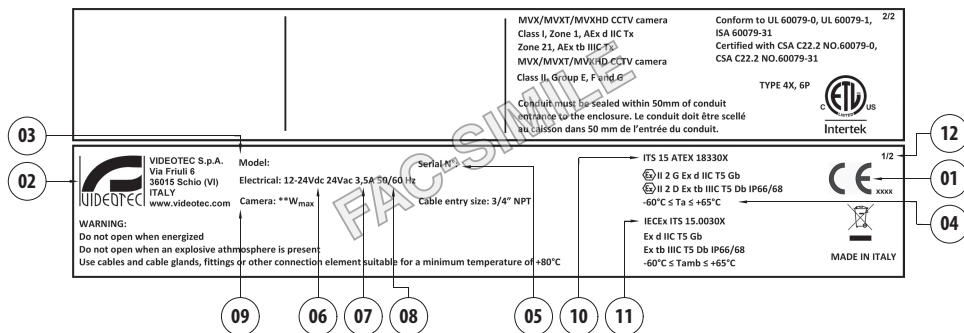 MVX/MVXT/MVXHD CCTV camera
Class I, Zone 1, AEx d IIC Tx
Zone 21, AEx tb IIIC Tx
MVX/MVXT/MVXHD CCTV camera
Class II, Group E, F and G
Conduit must be sealed within 50mm of conduit
entrance to the enclosure. Le conduit doit être scellé
au caisson dans 50 mm de l'entrée du conduit.
Conform to UL 60079-0, UL 60079-1,
ISA 60079-31
Certified with CSA C22.2 NO.60079-0,
CSA C22.2 NO.60079-31
2/2
TYPE 4X, 6P
C ETL US
LISTED
Intertek
FAC-SIMILE
03
02
VIDEOTEC
VIDEOTEC S.p.A.
Via Friuli 6
36015 Schio (VI)
ITALY
www.videotec.com
Model:
Serial N°:
Electrical: 12-24Vdc 24Vac 3,5A 50/60 Hz
Camera: **Wmax
Cable entry size: 3/4" NPT
WARNING:
Do not open when energized
Do not open when an explosive athmosphere is present
Use cables and cable glands, fittings or other connection element suitable for a minimum temperature of +80°C
ITS 15 ATEX 18330X
Ex II 2 G Ex d IIC T5 Gb
Ex II 2 D Ex tb IIIC T5 Db IP66/68
-60°C ≤ Ta ≤ +65°C
IECEx ITS 15.0030X
Ex d IIC T5 Gb
Ex tb IIIC T5 Db IP66/68
-60°C ≤ Tamb ≤ +65°C
1/2
CE xxxx
MADE IN ITALY
12
01
04
09
06
07
08
05
10
11